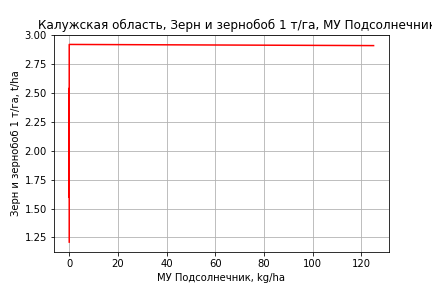 Калужская область, Зерн и зернобоб 1 т/га, МУ Подсолнечник
3.00
2.75
2.50
2.25
2.00
1.75
1.50
1.25
Зерн и зернобоб 1 т/га, t/ha
0 20 40 60 80 100 120
МУ Подсолнечник, kg/ha